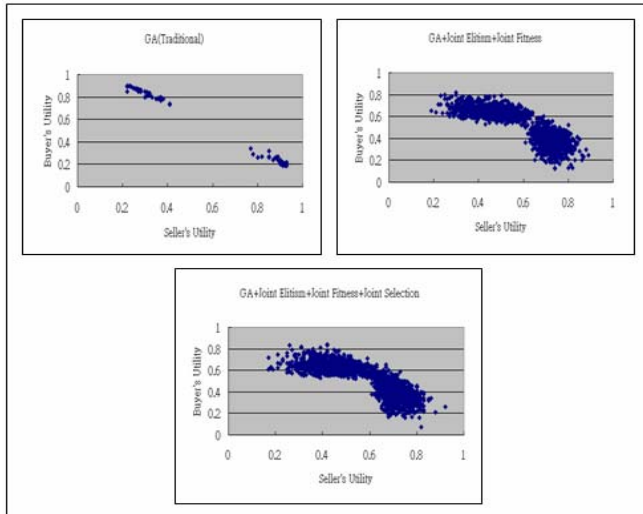 GA(Traditional)
Buyer's Utility
1
0.8
0.6
0.4
0.2
0
0 0.2 0.4 0.6 0.8 1
Seller's Utility
GA+Joint Elitism+Joint Fitness
Buyer's Utility
1
0.8
0.6
0.4
0.2
0
0 0.2 0.4 0.6 0.8 1
Seller's Utility
GA+Joint Elitism+Joint Fitness+Joint Selection
Buyer's Utility
1
0.8
0.6
0.4
0.2
0
0 0.2 0.4 0.6 0.8 1
Seller's Utility